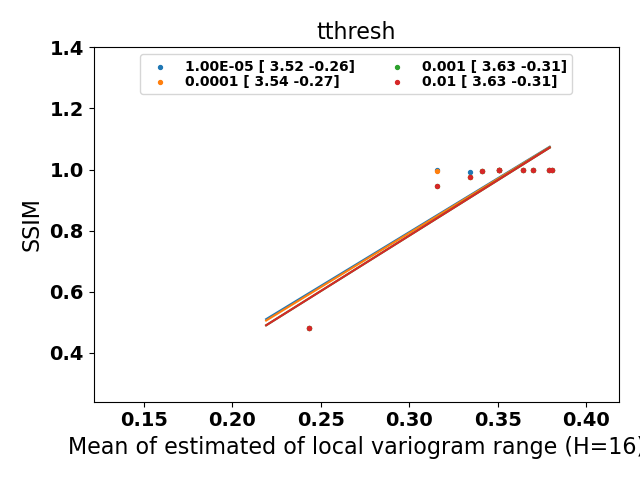 tthresh
1.00E-05 [ 3.52 -0.26]
0.0001 [ 3.54 -0.27]
0.001 [ 3.63 -0.31]
0.01 [ 3.63 -0.31]
SSIM
1.4
1.2
1.0
0.8
0.6
0.4
0.15 0.20 0.25 0.30 0.35 0.40
Mean of estimated of local variogram range (H=16)